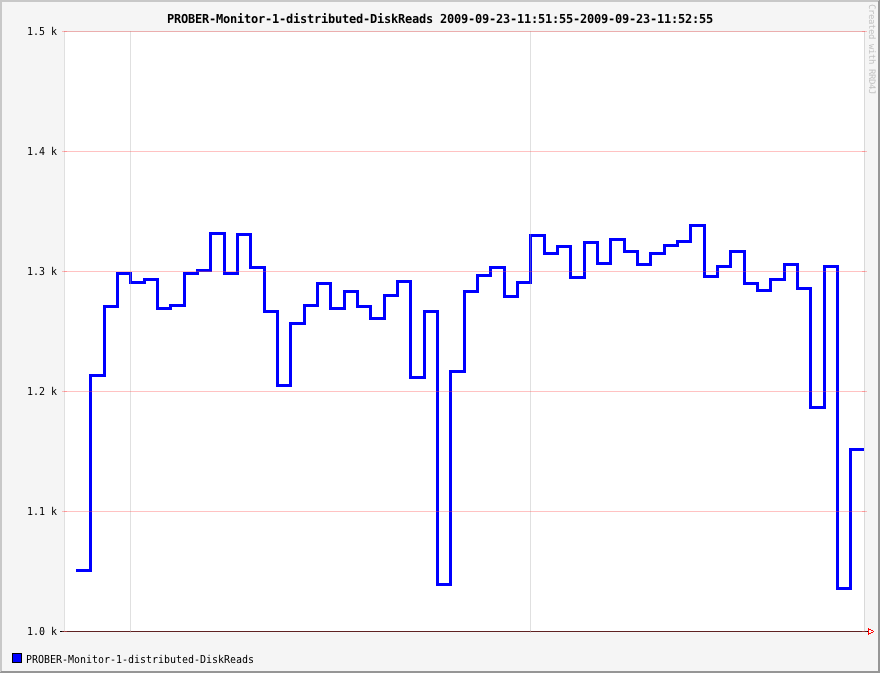 PROBER-Monitor-1-distributed-DiskReads 2009-09-23-11:51:55-2009-09-23-11:52:55
Created with RRD4J
1.5 k
1.4 k
1.3 k
1.2 k
1.1 k
1.0 k
PROBER-Monitor-1-distributed-DiskReads